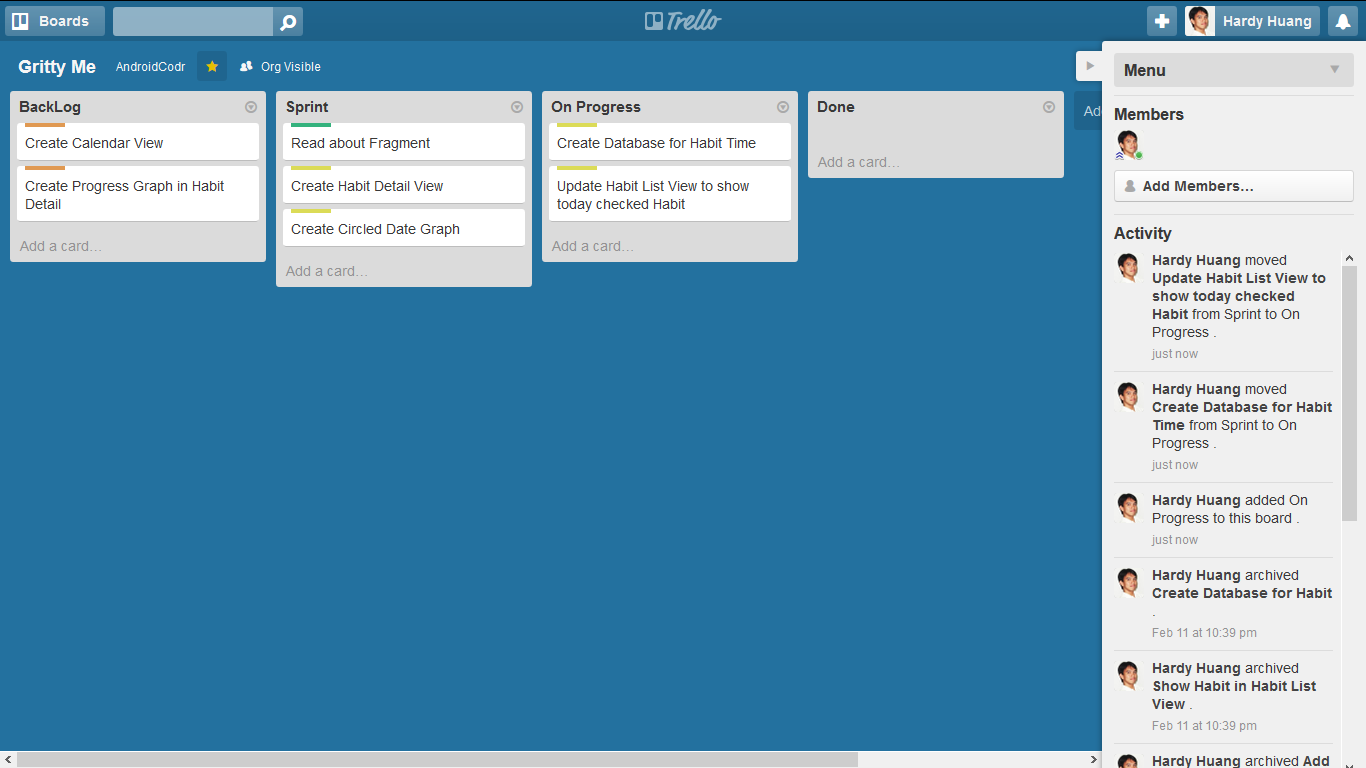 Boards
Trello
Hardy Huang
Gritty Me
AndroidCodr
Org Visible
BackLog
Create Calendar View
Create Progress Graph in Habit
Detail
Add a card...
Sprint
Read about Fragment
Create Habit Detail View
Create Circled Date Graph
Add a card...
On Progress
Create Database for Habit Time
Update Habit List View to show
today checked Habit
Add a card...
Done
Add a card...
Menu
Members
Add Members...
Activity
Hardy Huang moved
Update Habit List View to
show today checked
Habit from Sprint to On
Progress .
just now
Hardy Huang moved
Create Database for Habit
Time from Sprint to On
Progress .
just now
Hardy Huang added On
Progress to this board .
just now
Hardy Huang archived
Create Database for Habit
.
Feb 11 at 10:39 pm
Hardy Huang archived
Show Habit in Habit List
View .
Feb 11 at 10:39 pm
Hardy Huang archived Add